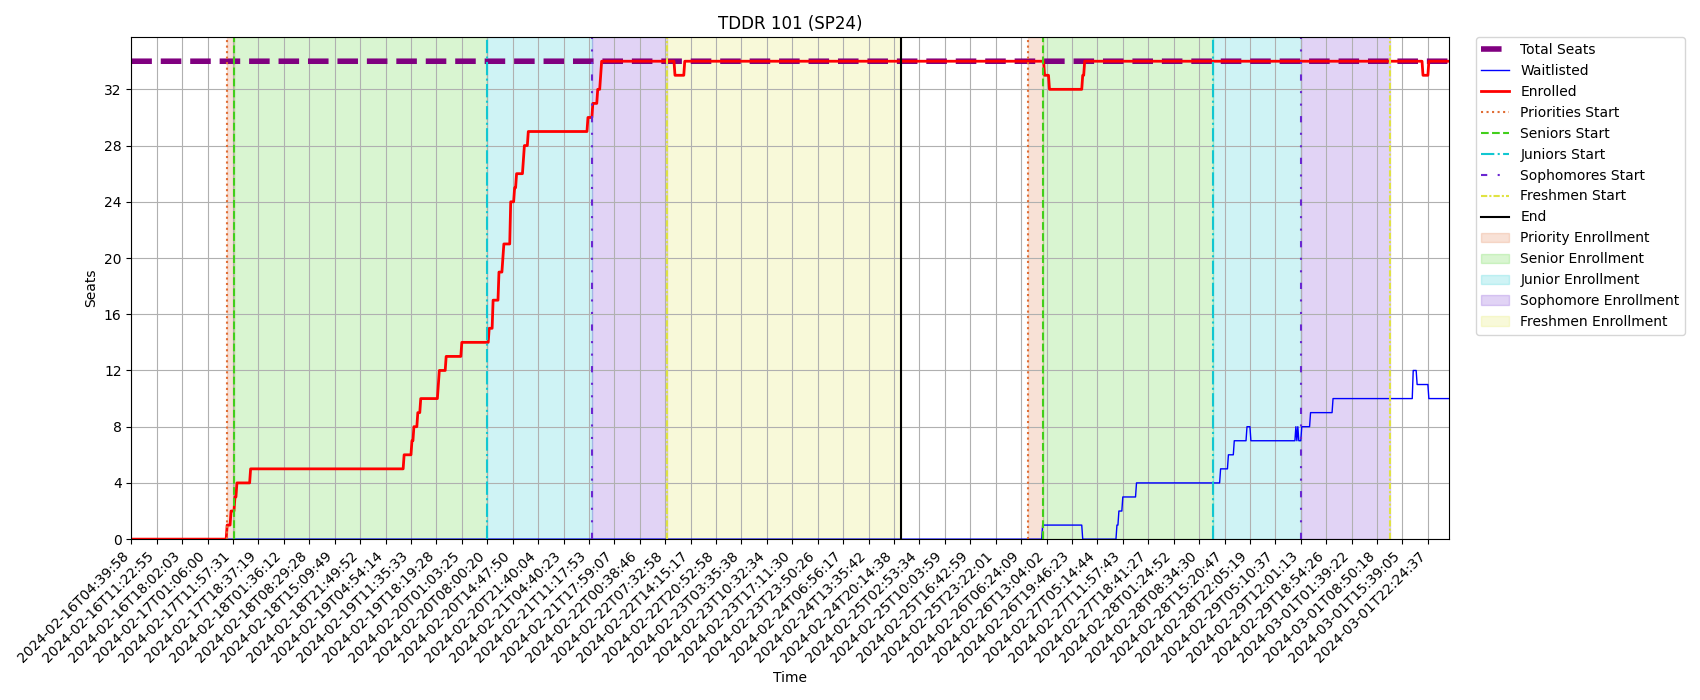 TDDR 101 (SP24)
Seats
32
28
24
20
16
12
8
4
0
2024-02-16T04:39:58
2024-02-16T11:22:55
2024-02-16T18:02:03
2024-02-17T01:06:00
2024-02-17T11:57:31
2024-02-17T18:37:19
2024-02-18T01:36:12
2024-02-18T08:29:28
2024-02-18T15:09:49
2024-02-18T21:49:52
2024-02-19T04:54:14
2024-02-19T11:35:33
2024-02-19T18:19:28
2024-02-20T01:03:25
2024-02-20T08:00:20
2024-02-20T14:47:50
2024-02-20T21:40:04
2024-02-21T04:40:23
2024-02-21T11:17:53
2024-02-21T17:59:07
2024-02-22T00:38:46
2024-02-22T07:32:58
2024-02-22T14:15:17
2024-02-22T20:52:58
2024-02-23T03:35:38
2024-02-23T10:32:34
2024-02-23T17:11:30
2024-02-23T23:50:26
2024-02-24T06:56:17
2024-02-24T13:35:42
2024-02-24T20:14:38
2024-02-25T02:53:34
2024-02-25T10:03:59
2024-02-25T16:42:59
2024-02-25T23:22:01
2024-02-26T06:24:09
2024-02-26T13:04:02
2024-02-26T19:46:23
2024-02-27T05:14:44
2024-02-27T11:57:43
2024-02-27T18:41:27
2024-02-28T01:24:52
2024-02-28T08:34:30
2024-02-28T15:20:47
2024-02-28T22:05:19
2024-02-29T05:10:37
2024-02-29T12:01:13
2024-02-29T18:54:26
2024-03-01T01:39:22
2024-03-01T08:50:18
2024-03-01T15:39:05
2024-03-01T22:24:37
Time
Total Seats
Waitlisted
Enrolled
Priorities Start
Seniors Start
Juniors Start
Sophomores Start
Freshmen Start
End
Priority Enrollment
Senior Enrollment
Junior Enrollment
Sophomore Enrollment
Freshmen Enrollment